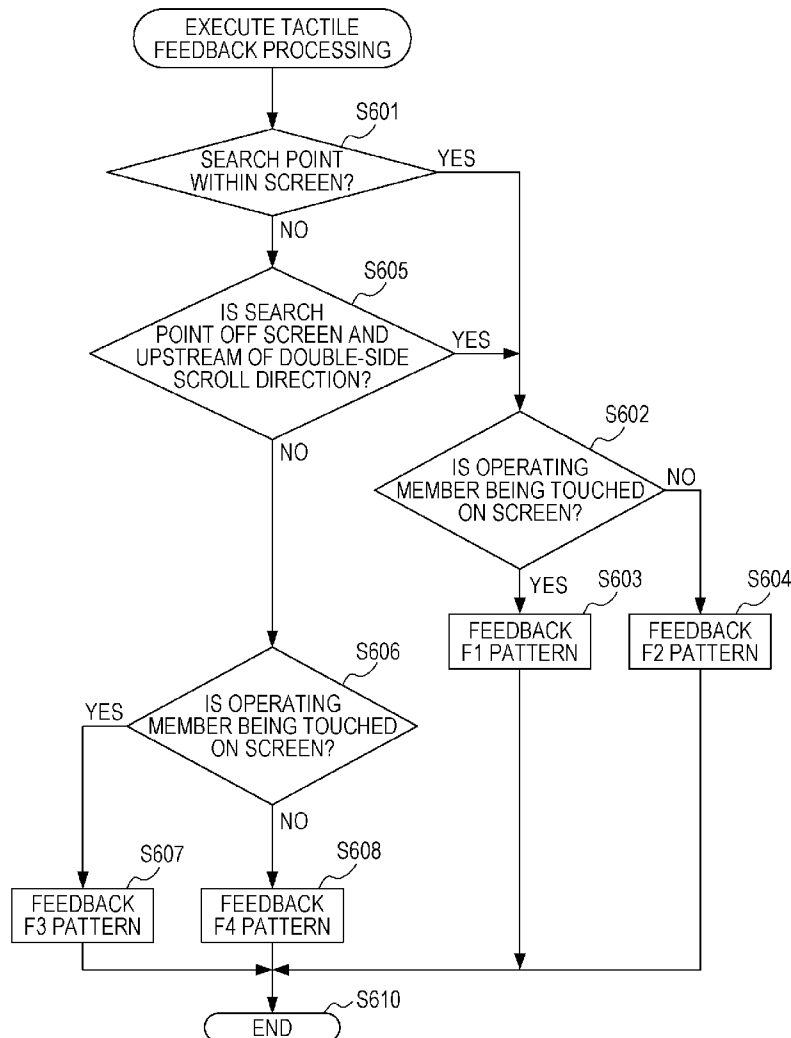 EXECUTE TACTILE
FEEDBACK PROCESSING
S601
SEARCH POINT
WITHIN SCREEN?
YES
NO
S605
IS SEARCH
POINT OFF SCREEN AND
UPSTREAM OF DOUBLE-SIDE
SCROLL DIRECTION?
YES
NO
S602
IS OPERATING
MEMBER BEING TOUCHED
ON SCREEN?
NO
YES
S603
FEEDBACK
F1 PATTERN
S604
FEEDBACK
F2 PATTERN
S606
IS OPERATING
MEMBER BEING TOUCHED
ON SCREEN?
YES
NO
S607
FEEDBACK
F3 PATTERN
S608
FEEDBACK
F4 PATTERN
S610
END